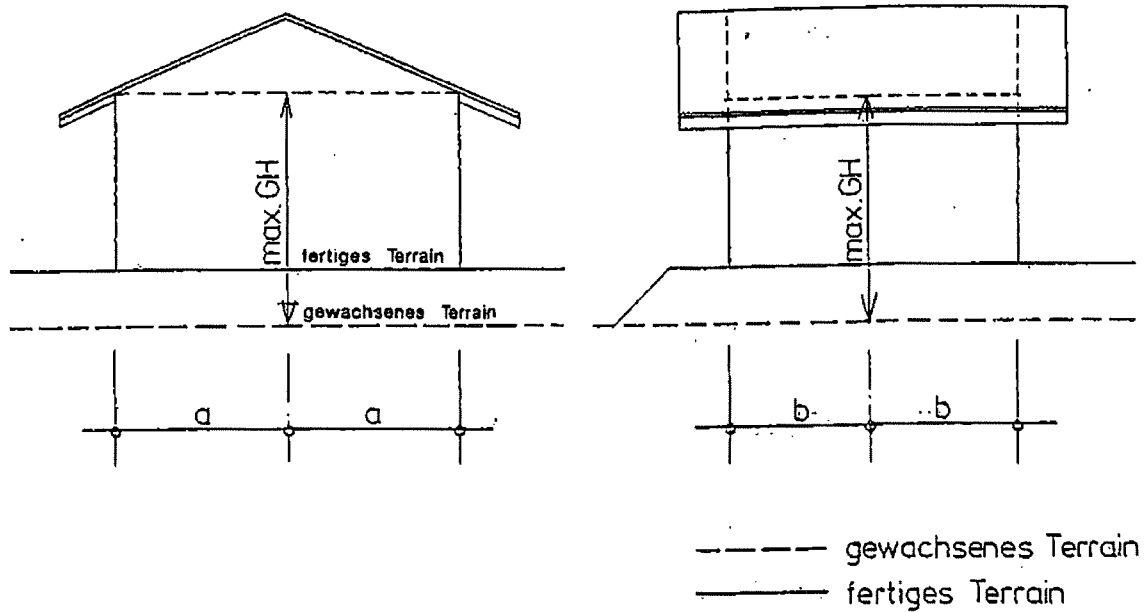 max. GH
fertiges Terrain
gewachsenes Terrain
a a
max. GH
b b
gewachsenes Terrain
fertiges Terrain